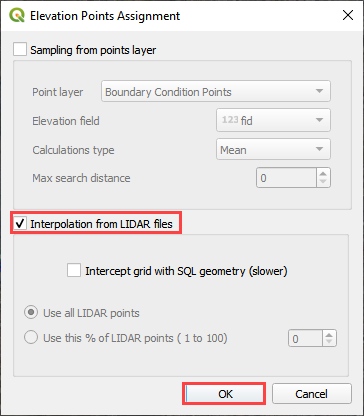 Elevation Points Assignment
Sampling from points layer
Point layer Boundary Condition Points
Elevation field 123 fid
Calculations type Mean
Max search distance 0
Interpolation from LIDAR files
Intercept grid with SQL geometry (slower)
Use all LIDAR points
Use this % of LIDAR points ( 1 to 100) 0
OK Cancel